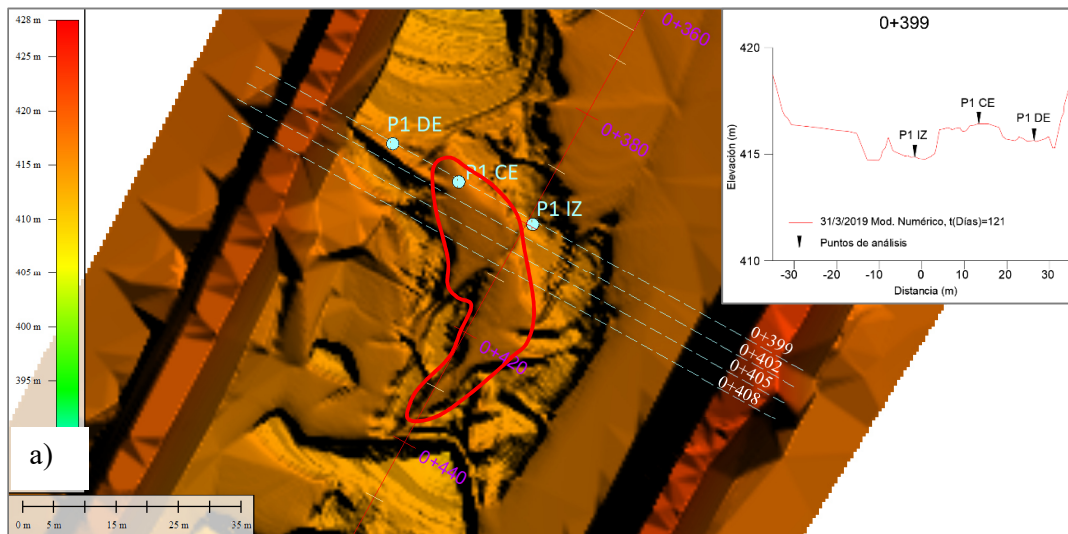 428 m
425 m
420 m
415 m
410 m
405 m
400 m
395 m
a)
0 m 5 m 15 m 25 m 35 m
0+360
0+380
P1 DE
P1 CE
P1 IZ
0+399
0+402
0+405
0+408
0+420
0+440
0+399
420
415
410
Elevación (m)
P1 IZ
P1 CE
P1 DE
31/3/2019 Mod. Numérico, t(Días)=121
Puntos de análisis
-30 -20 -10 0 10 20 30
Distancia (m)